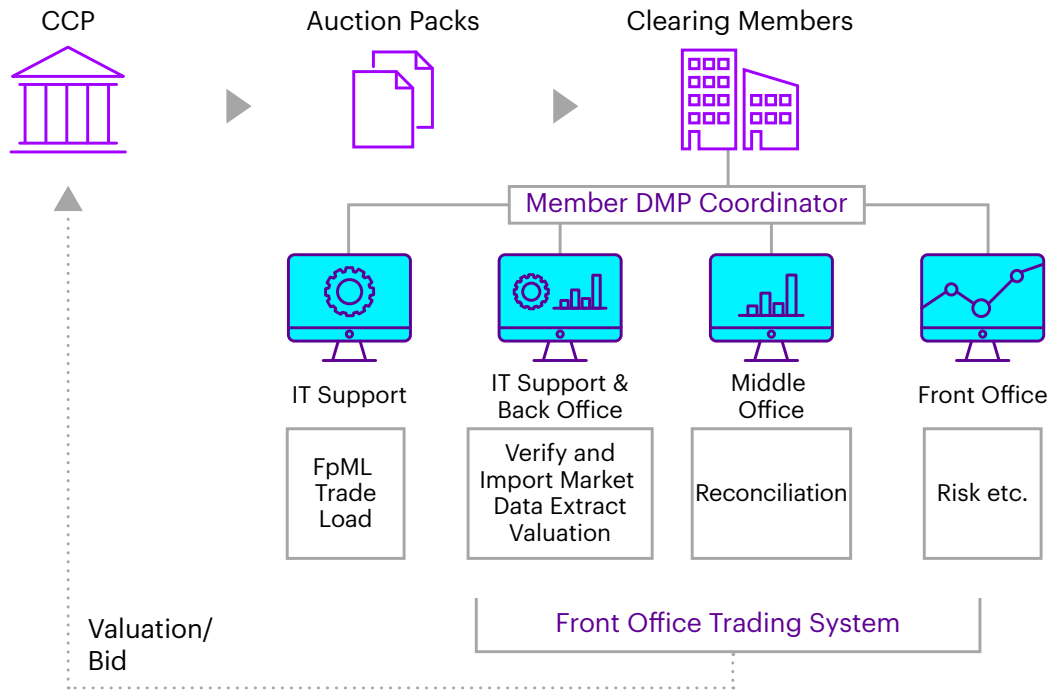 CCP
Auction Packs
Clearing Members
Member DMP Coordinator
IT Support
IT Support &
Back Office
Middle
Office
Front Office
FpML
Trade
Load
Verify and
Import Market
Data Extract
Valuation
Reconciliation
Risk etc.
Front Office Trading System
Valuation/
Bid